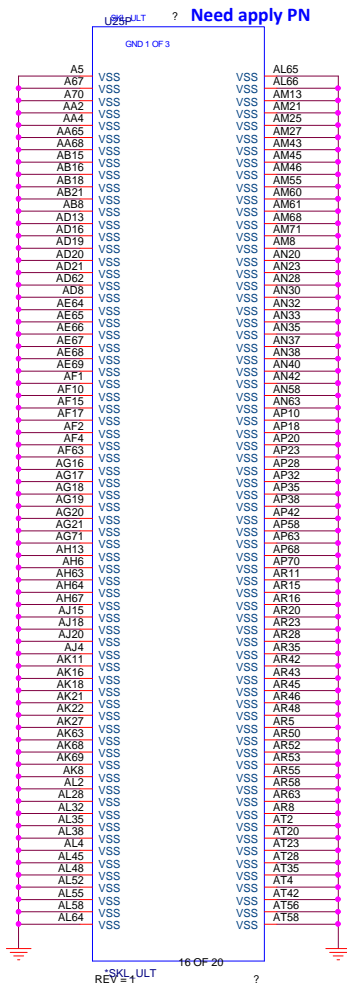 SKL_ULT ? Need apply PN
U25P
GND 1 OF 3
A5 VSS VSS AL65
A67 VSS VSS AL66
A70 VSS VSS AM13
AA2 VSS VSS AM21
AA4 VSS VSS AM25
AA65 VSS VSS AM27
AA68 VSS VSS AM43
AB15 VSS VSS AM45
AB16 VSS VSS AM46
AB18 VSS VSS AM55
AB21 VSS VSS AM60
AB8 VSS VSS AM61
AD13 VSS VSS AM68
AD16 VSS VSS AM71
AD19 VSS VSS AM8
AD20 VSS VSS AN20
AD21 VSS VSS AN23
AD62 VSS VSS AN28
AD8 VSS VSS AN30
AE64 VSS VSS AN32
AE65 VSS VSS AN33
AE66 VSS VSS AN35
AE67 VSS VSS AN37
AE68 VSS VSS AN38
AE69 VSS VSS AN40
AF1 VSS VSS AN42
AF10 VSS VSS AN58
AF15 VSS VSS AN63
AF17 VSS VSS AP10
AF2 VSS VSS AP18
AF4 VSS VSS AP20
AF63 VSS VSS AP23
AG16 VSS VSS AP28
AG17 VSS VSS AP32
AG18 VSS VSS AP35
AG19 VSS VSS AP38
AG20 VSS VSS AP42
AG21 VSS VSS AP58
AG71 VSS VSS AP63
AH13 VSS VSS AP68
AH6 VSS VSS AP70
AH63 VSS VSS AR11
AH64 VSS VSS AR15
AH67 VSS VSS AR16
AJ15 VSS VSS AR20
AJ18 VSS VSS AR23
AJ20 VSS VSS AR28
AJ4 VSS VSS AR35
AK11 VSS VSS AR42
AK16 VSS VSS AR43
AK18 VSS VSS AR45
AK21 VSS VSS AR46
AK22 VSS VSS AR48
AK27 VSS VSS AR5
AK63 VSS VSS AR50
AK68 VSS VSS AR52
AK69 VSS VSS AR53
AK8 VSS VSS AR55
AL2 VSS VSS AR58
AL28 VSS VSS AR63
AL32 VSS VSS AR8
AL35 VSS VSS AT2
AL38 VSS VSS AT20
AL4 VSS VSS AT23
AL45 VSS VSS AT28
AL48 VSS VSS AT35
AL52 VSS VSS AT4
AL55 VSS VSS AT42
AL58 VSS VSS AT56
AL64 VSS VSS AT58
16 OF 20
*SKL_ULT
REV = 1 ?